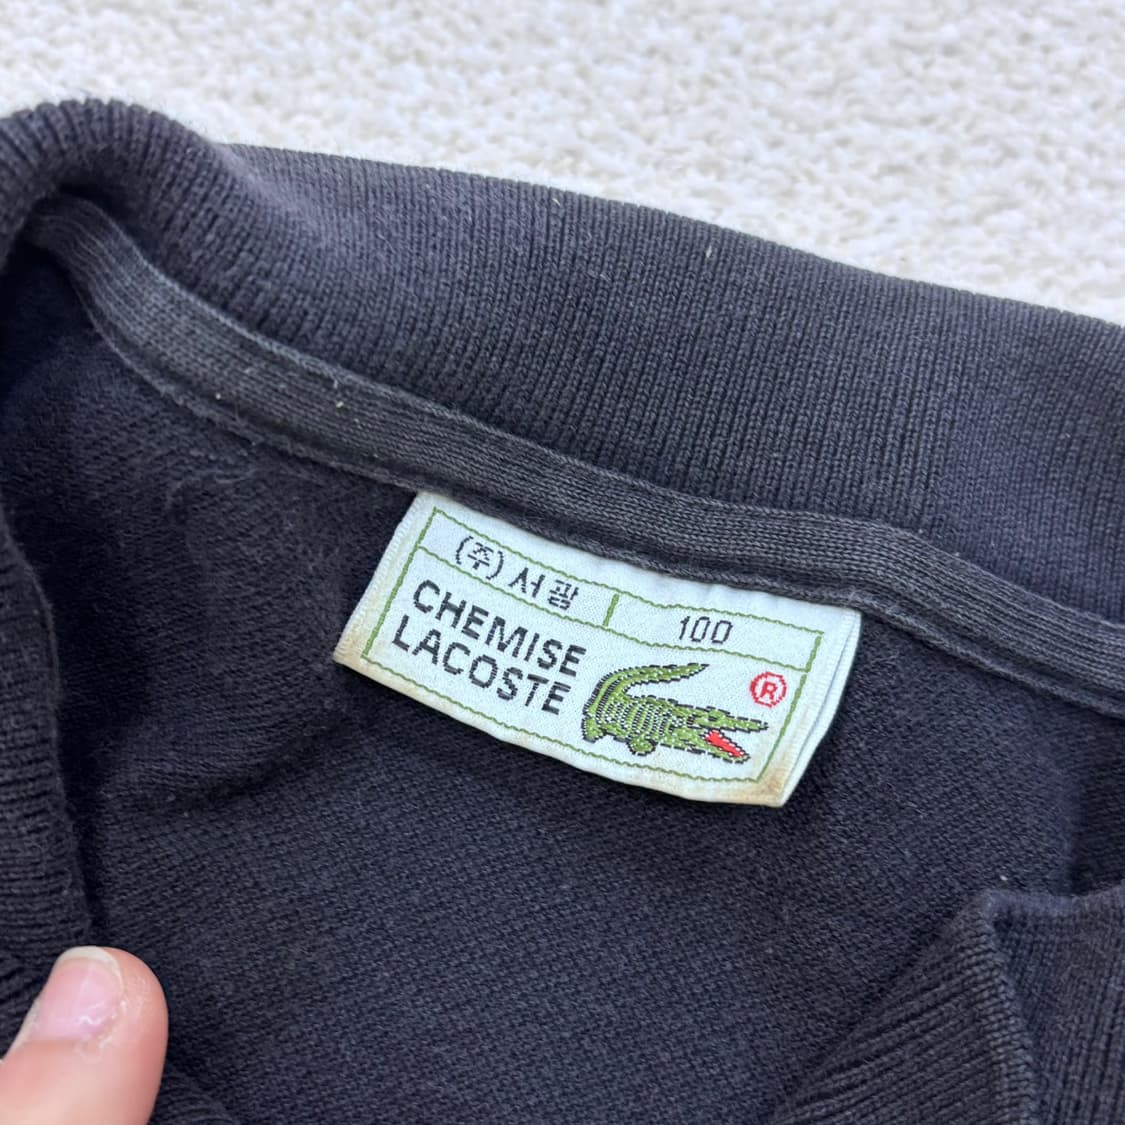 (주)서광 100
CHEMISE
LACOSTE
®